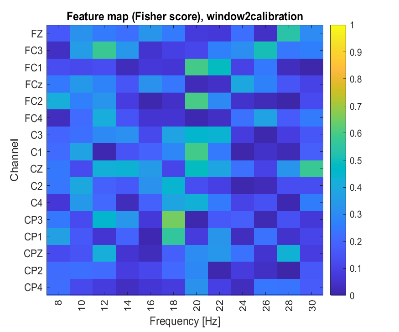 Feature map (Fisher score), window2calibration
FZ
FC3
FC1
FCz
FC2
FC4
C3
C1
CZ
C2
C4
CP3
CP1
CPZ
CP2
CP4
Channel
8 10 12 14 16 18 20 22 24 26 28 30
Frequency [Hz]
1
0.9
0.8
0.7
0.6
0.5
0.4
0.3
0.2
0.1
0